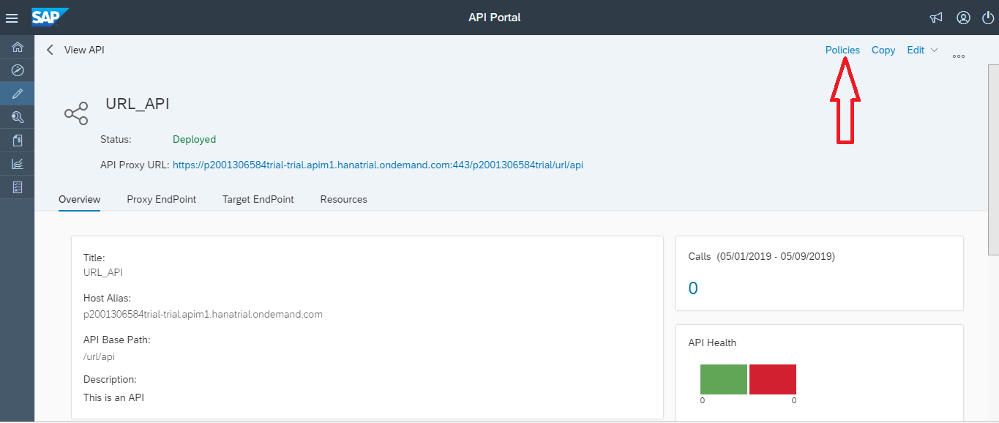 SAP API Portal
View API Policies Copy Edit
URL_API
Status: Deployed
API Proxy URL: https://p2001306584trial-trial.apim1.hanatrial.ondemand.com:443/p2001306584trial/url/api
Overview Proxy EndPoint Target EndPoint Resources
Title:
URL_API
Host Alias:
p2001306584trial-trial.apim1.hanatrial.ondemand.com
API Base Path:
/url/api
Description:
This is an API
Calls (05/01/2019 - 05/09/2019)
0
API Health
0 0